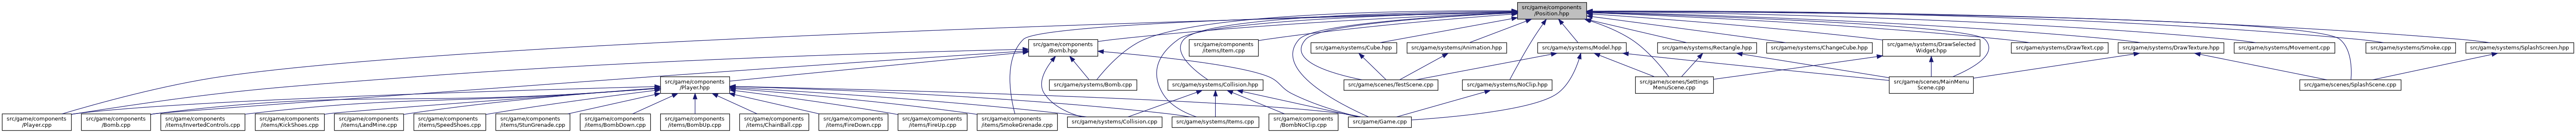 src/game/components
/Position.hpp
src/game/components
/Bomb.hpp
src/game/components
/items/Item.cpp
src/game/systems/Cube.hpp
src/game/systems/Animation.hpp
src/game/systems/Model.hpp
src/game/systems/Rectangle.hpp
src/game/systems/ChangeCube.hpp
src/game/systems/DrawSelected
Widget.hpp
src/game/systems/DrawText.cpp
src/game/systems/DrawTexture.hpp
src/game/systems/Movement.cpp
src/game/systems/Smoke.cpp
src/game/systems/SplashScreen.hpp
src/game/components
/Player.hpp
src/game/systems/Bomb.cpp
src/game/systems/Collision.hpp
src/game/scenes/TestScene.cpp
src/game/systems/NoClip.hpp
src/game/scenes/Settings
Menu/Scene.cpp
src/game/scenes/MainMenu
Scene.cpp
src/game/scenes/SplashScene.cpp
src/game/components
/Player.cpp
src/game/components
/Bomb.cpp
src/game/components
/items/InvertedControls.cpp
src/game/components
/items/KickShoes.cpp
src/game/components
/items/LandMine.cpp
src/game/components
/items/SpeedShoes.cpp
src/game/components
/items/StunGrenade.cpp
src/game/components
/items/BombDown.cpp
src/game/components
/items/BombUp.cpp
src/game/components
/items/ChainBall.cpp
src/game/components
/items/FireDown.cpp
src/game/components
/items/FireUp.cpp
src/game/components
/items/SmokeGrenade.cpp
src/game/systems/Collision.cpp
src/game/systems/Items.cpp
src/game/components
/BombNoClip.cpp
src/game/Game.cpp